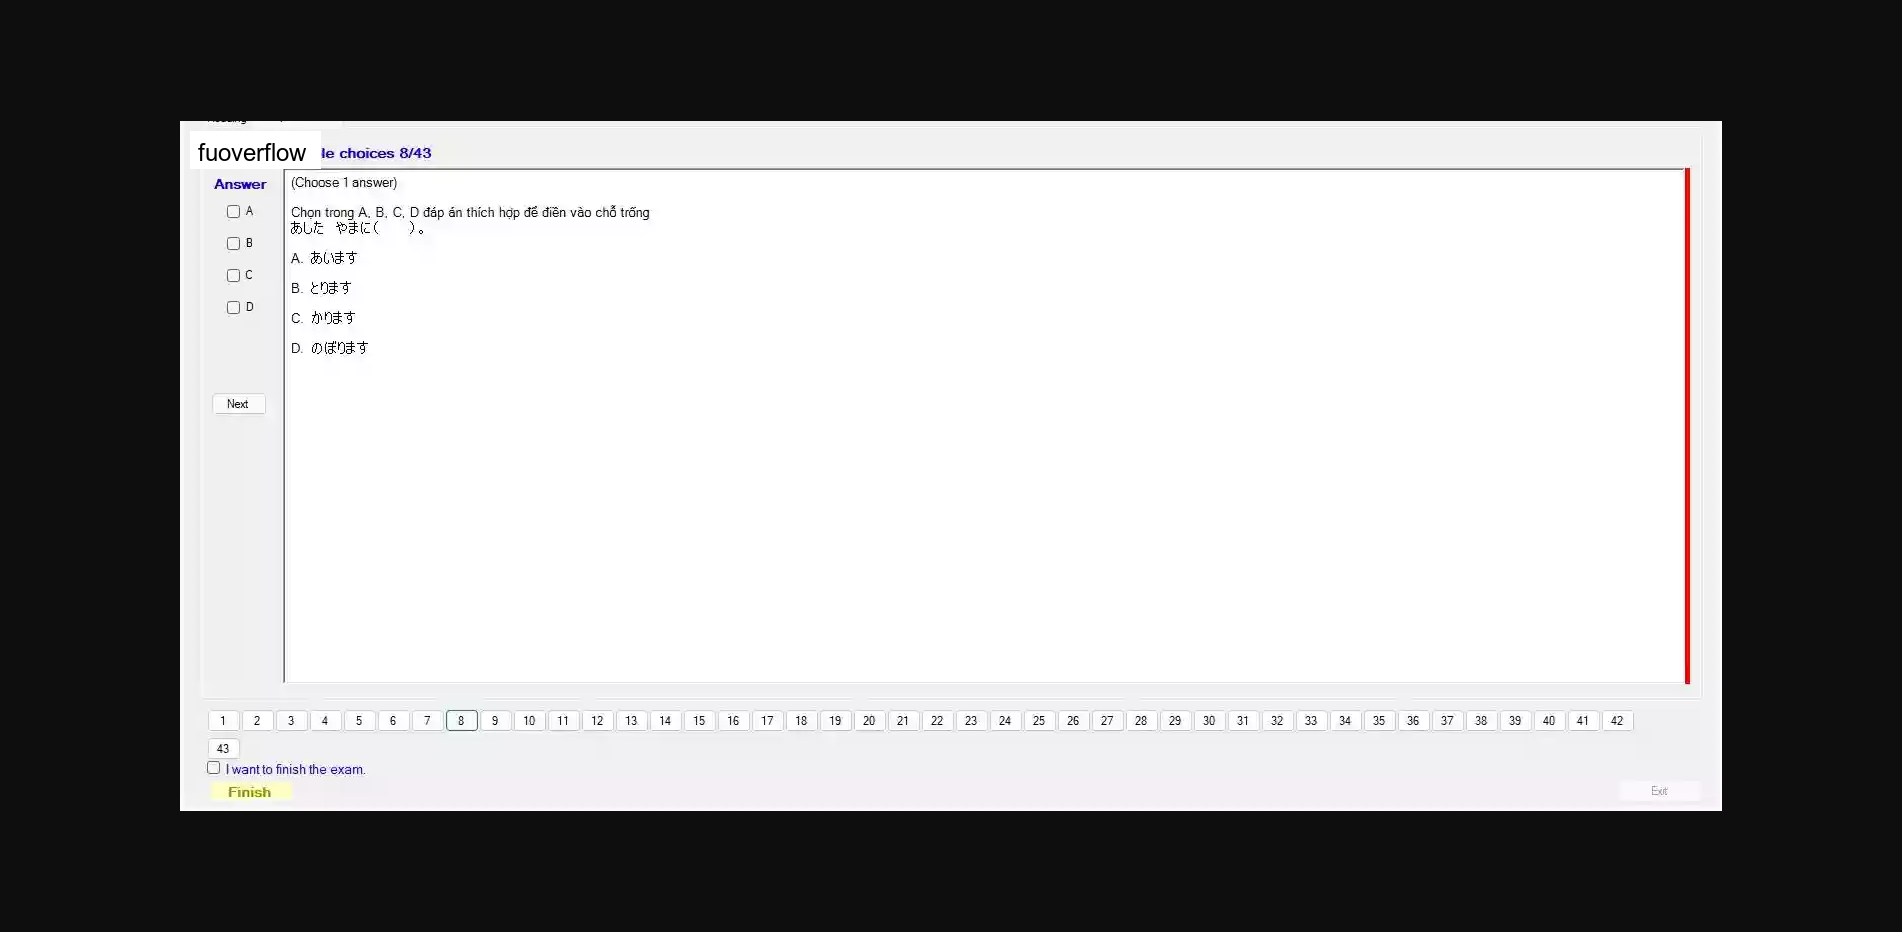 fuoverflow
le choices 8/43
Answer
(Choose 1 answer)
A
Chọn trong A, B, C, D đáp án thích hợp để điền vào chỗ trống
あした やまに( )。
B
A. あいます
C
B. とります
D
C. かります
D. のぼります
Next
1 2 3 4 5 6 7 8 9 10 11 12 13 14 15 16 17 18 19 20 21 22 23 24 25 26 27 28 29 30 31 32 33 34 35 36 37 38 39 40 41 42
43
I want to finish the exam.
Finish
Exit